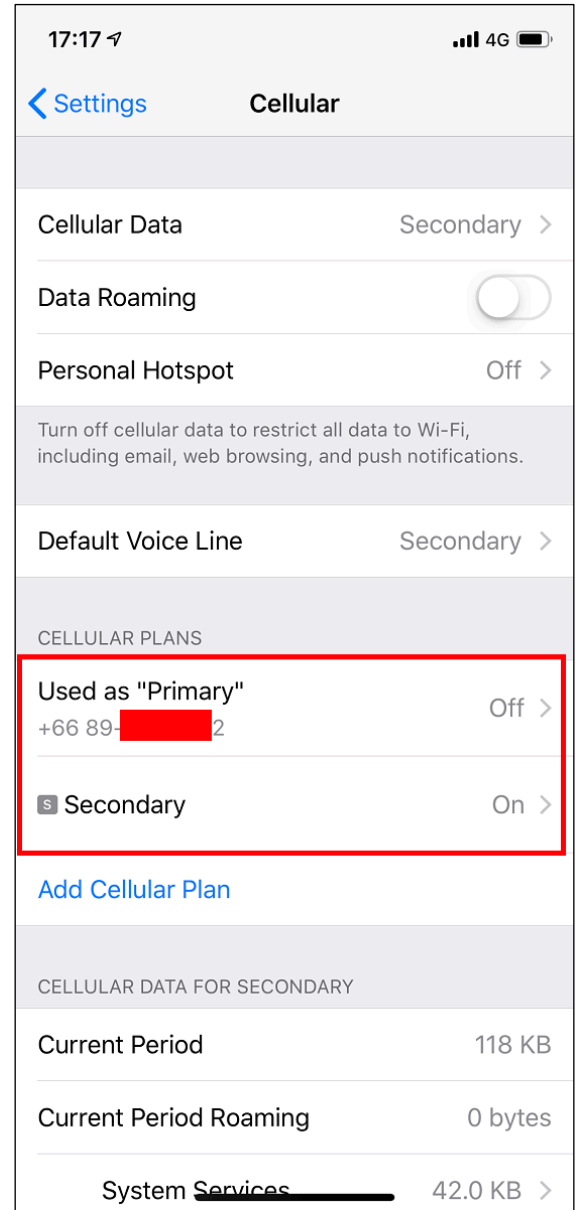 17:17 4G
Settings Cellular
Cellular Data Secondary
Data Roaming
Personal Hotspot Off
Turn off cellular data to restrict all data to Wi-Fi,
including email, web browsing, and push notifications.
Default Voice Line Secondary
CELLULAR PLANS
Used as "Primary" Off
+66 89- 2
S Secondary On
Add Cellular Plan
CELLULAR DATA FOR SECONDARY
Current Period 118 KB
Current Period Roaming 0 bytes
System Services 42.0 KB